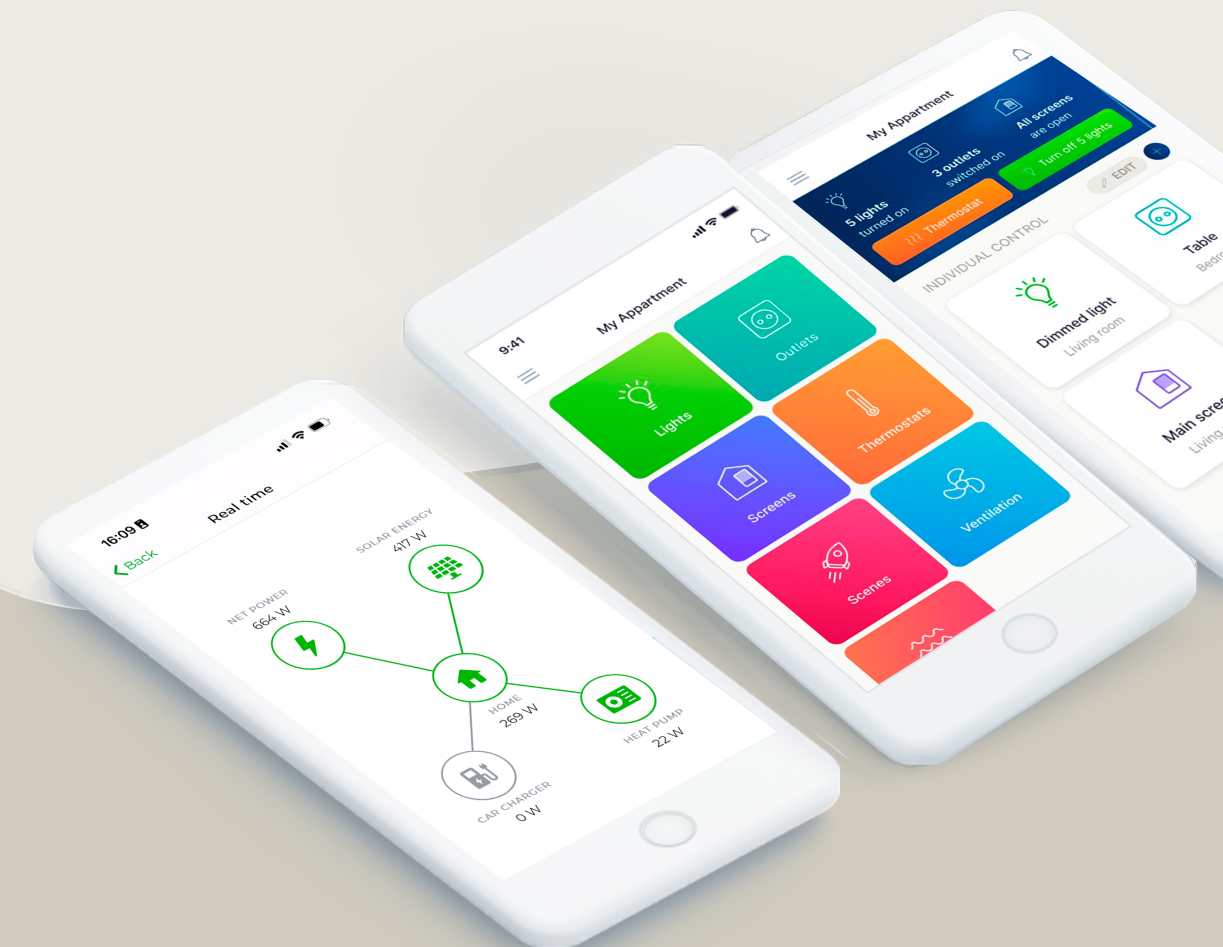 16:09
Back
Real time
SOLAR ENERGY
417 W
NET POWER
664 W
HOME
269 W
HEAT PUMP
22 W
CAR CHARGER
0 W
9:41
My Appartment
Lights
Outlets
Screens
Thermostats
Scenes
Ventilation
My Appartment
5 lights
turned on
3 outlets
switched on
All screens
are open
Thermostat
Turn off 5 lights
INDIVIDUAL CONTROL
EDIT
Dimmed light
Living room
Table
Main
Living